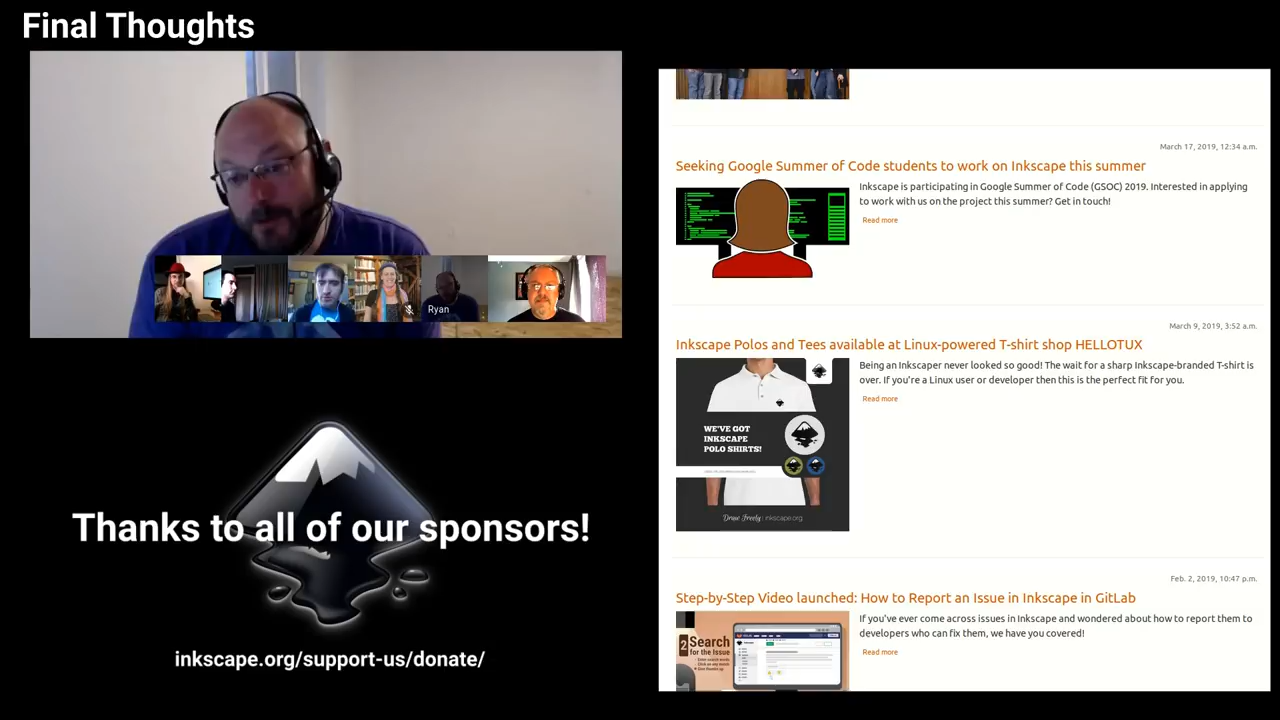 Final Thoughts
Ryan
Thanks to all of our sponsors!
inkscape.org/support-us/donate/
March 17, 2019, 12:34 a.m.
Seeking Google Summer of Code students to work on Inkscape this summer
Inkscape is participating in Google Summer of Code (GSOC) 2019. Interested in applying
to work with us on the project this summer? Get in touch!
Read more
March 9, 2019, 3:52 a.m.
Inkscape Polos and Tees available at Linux-powered T-shirt shop HELLOTUX
Being an Inkscaper never looked so good! The wait for a sharp Inkscape-branded T-shirt is
over. If you're a Linux user or developer then this is the perfect fit for you.
Read more
WE'VE GOT
INKSCAPE
POLO SHIRTS!
Draw Freely | inkscape.org
Feb. 2, 2019, 10:47 p.m.
Step-by-Step Video launched: How to Report an Issue in Inkscape in GitLab
If you've ever come across issues in Inkscape and wondered about how to report them to
developers who can fix them, we have you covered!
Read more
2 Search
for the Issue